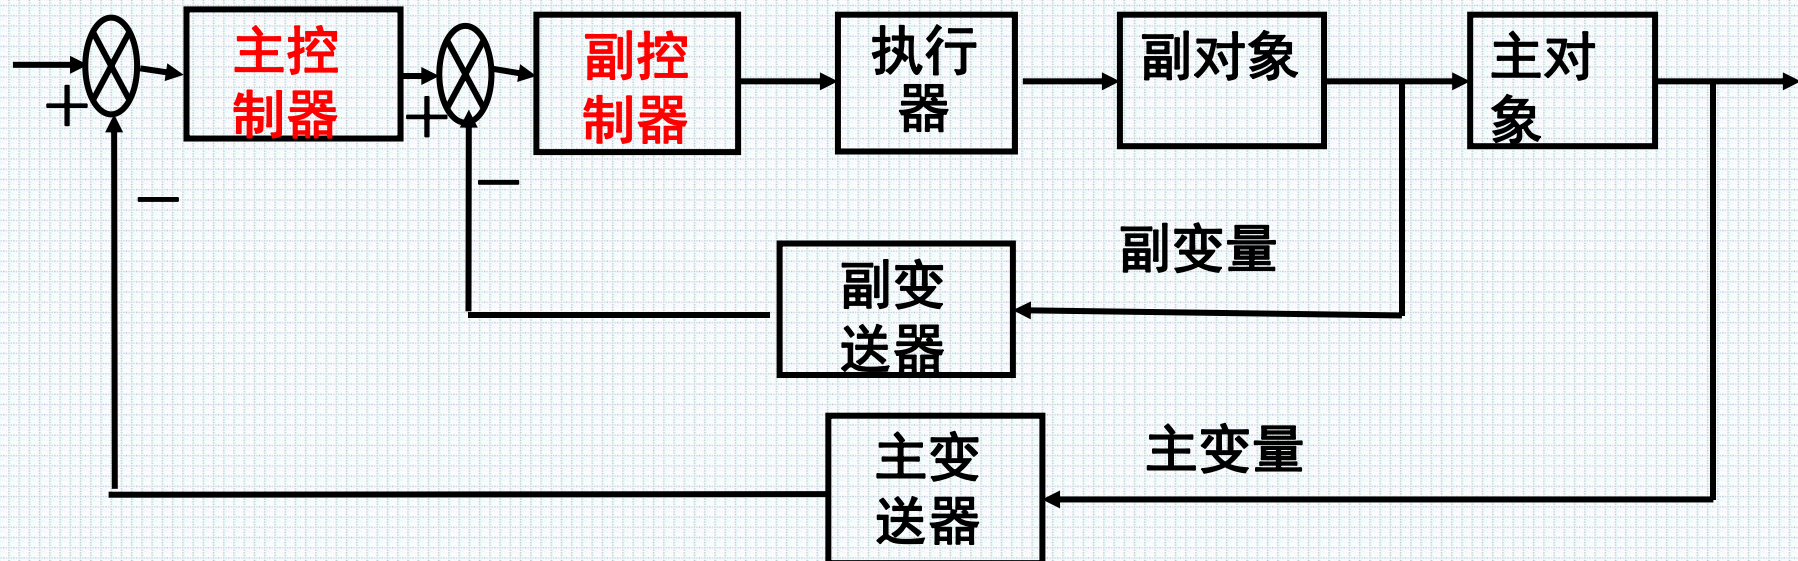 主控
制器
副控
制器
执行
器
副对象
主对
象
+
+
—
—
副变量
副变
送器
主变量
主变
送器